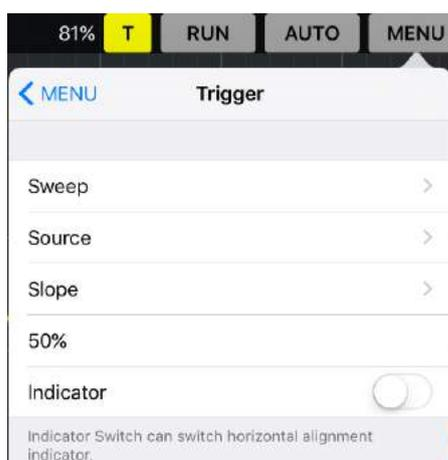 81% T RUN AUTO MENU
MENU Trigger
Sweep
Source
Slope
50%
Indicator
Indicator Switch can switch horizontal alignment
indicator.